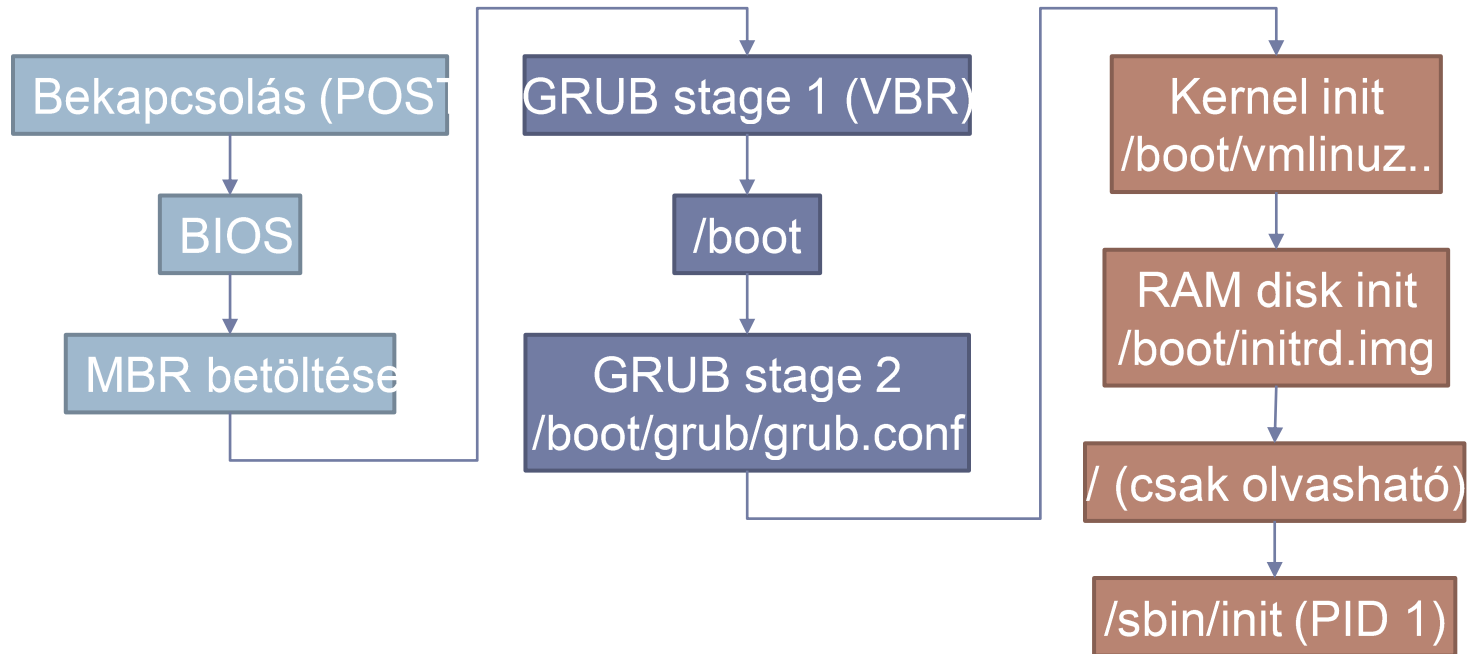 Bekapcsolás (POST
BIOS
MBR betöltése
GRUB stage 1 (VBR)
/boot
GRUB stage 2
/boot/grub/grub.conf
Kernel init
/boot/vmlinuz..
RAM disk init
/boot/initrd.img
/ (csak olvasható)
/sbin/init (PID 1)